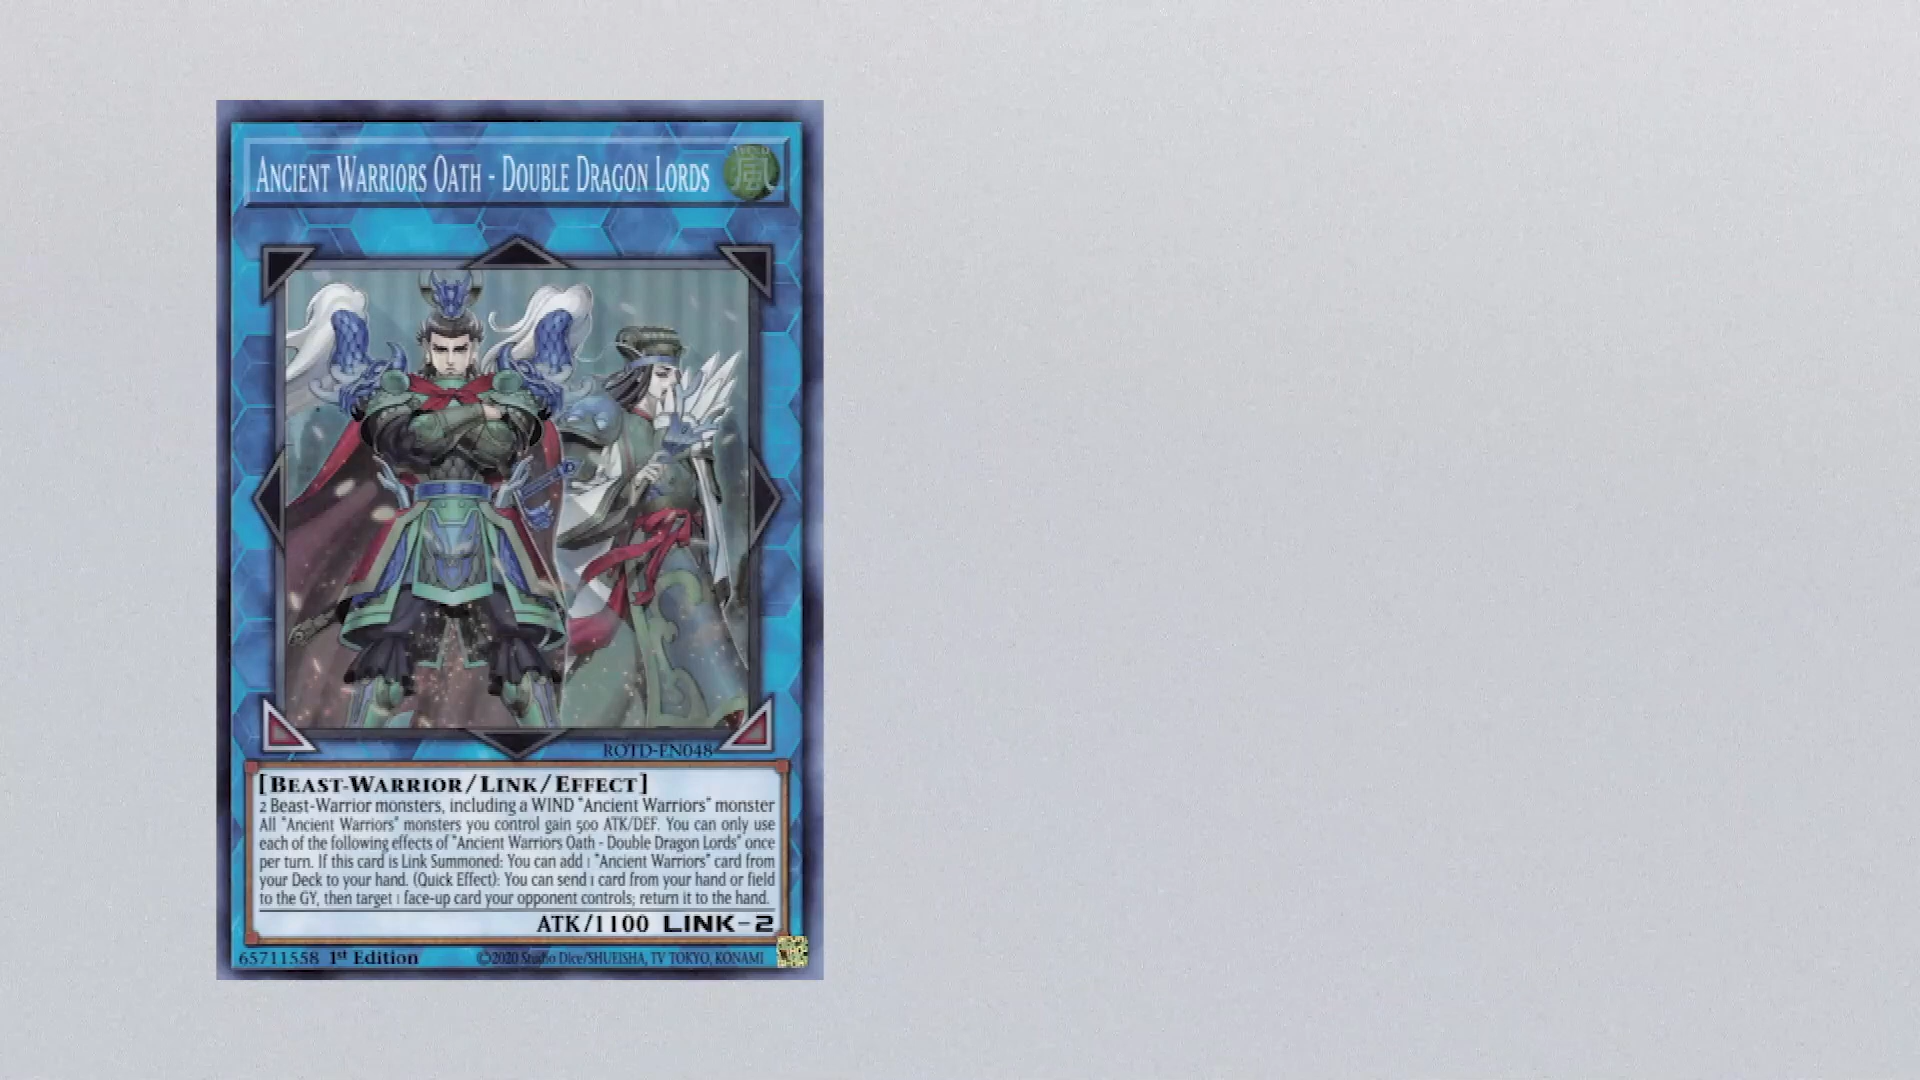 ANCIENT WARRIORS OATH - DOUBLE DRAGON LORDS
WIND
風
ROTD-EN048
[BEAST-WARRIOR/LINK/EFFECT]
2 Beast-Warrior monsters, including a WIND "Ancient Warriors" monster
All "Ancient Warriors" monsters you control gain 500 ATK/DEF. You can only use
each of the following effects of "Ancient Warriors Oath - Double Dragon Lords" once
per turn. If this card is Link Summoned: You can add 1 "Ancient Warriors" card from
your Deck to your hand. (Quick Effect): You can send 1 card from your hand or field
to the GY, then target 1 face-up card your opponent controls; return it to the hand.
ATK/1100 LINK-2
65711558 1st Edition ©2020 Studio Dice/SHUEISHA, TV TOKYO, KONAMI